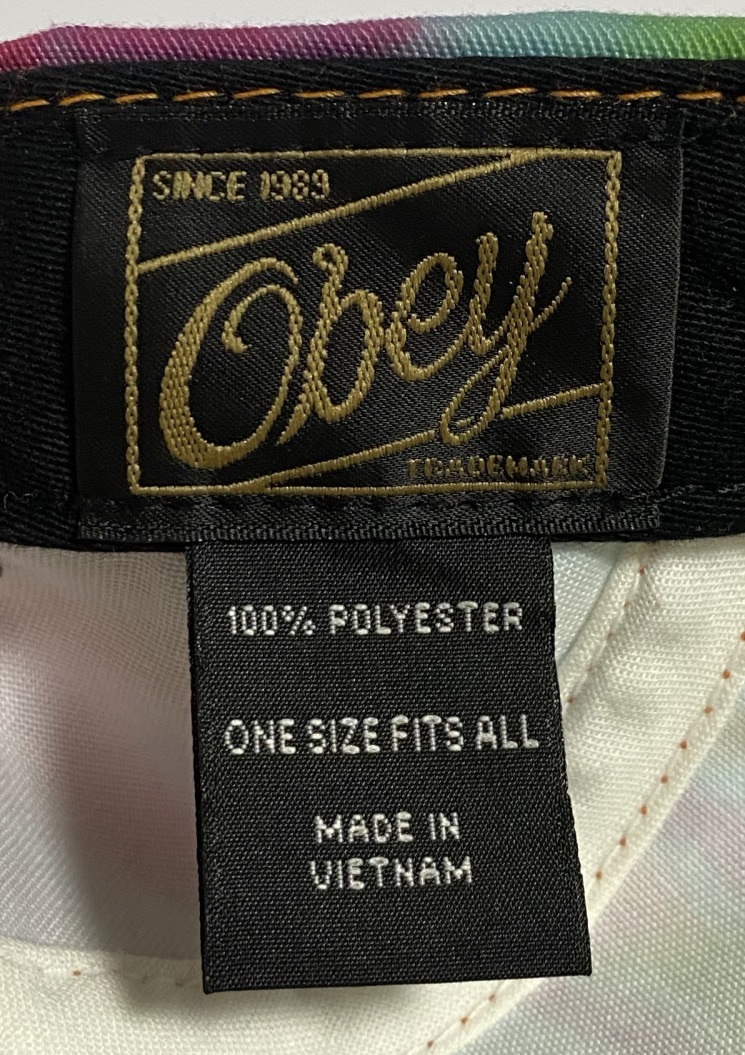 SINCE 1989
Obey
TRADEMARK
100% POLYESTER
ONE SIZE FITS ALL
MADE IN
VIETNAM